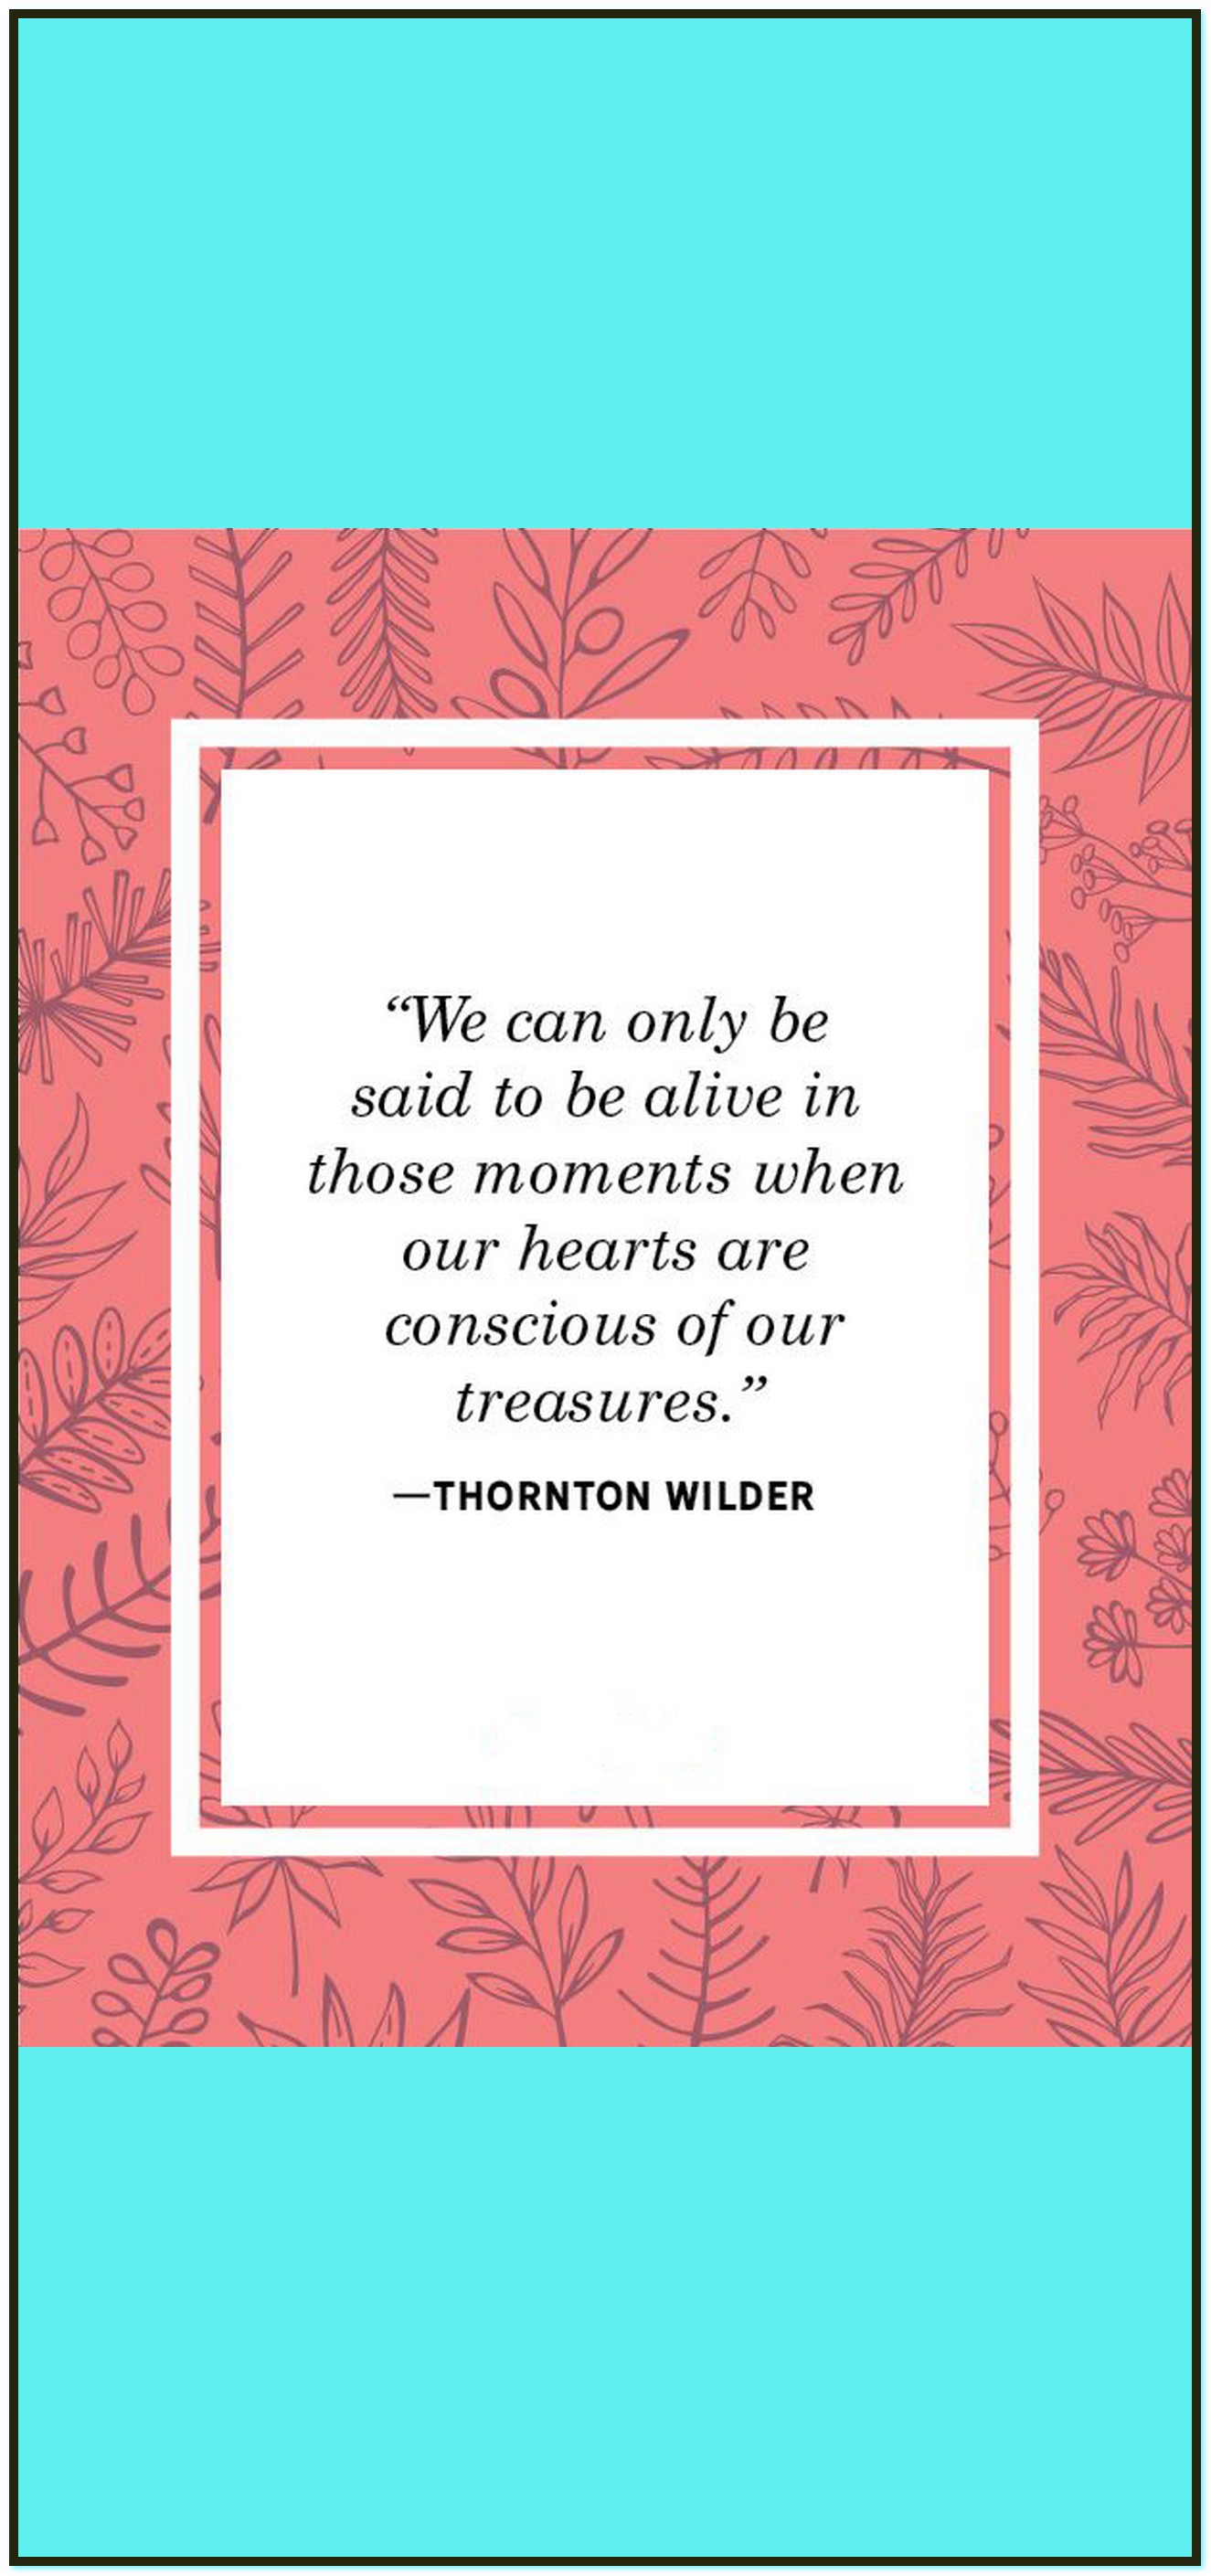 “We can only be
said to be alive in
those moments when
our hearts are
conscious of our
treasures.”
—THORNTON WILDER